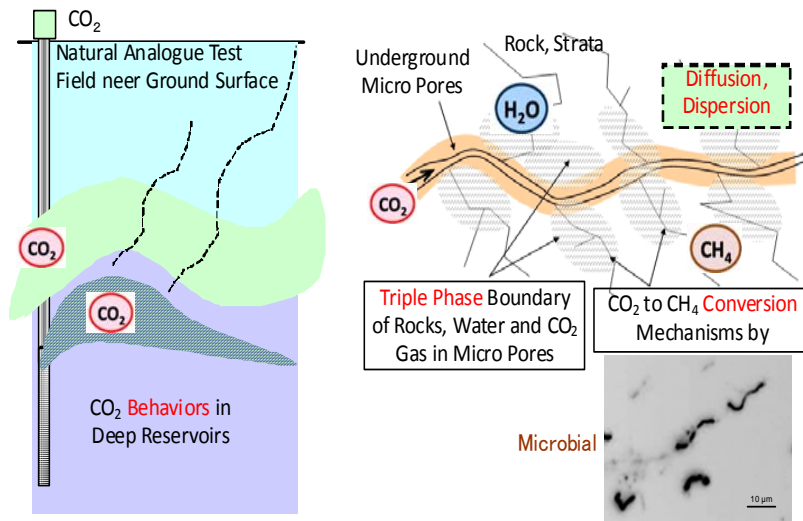 CO2
Natural Analogue Test
Field neer Ground Surface
CO2
CO2
CO2 Behaviors in
Deep Reservoirs
Underground
Micro Pores
Rock, Strata
H2O
Diffusion,
Dispersion
CO2
CH4
Triple Phase Boundary
of Rocks, Water and CO2
Gas in Micro Pores
CO2 to CH4 Conversion
Mechanisms by
Microbial
10 µm